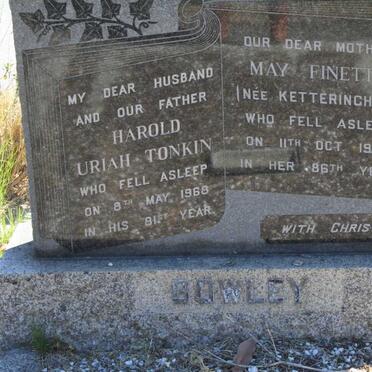 MY DEAR HUSBAND
AND OUR FATHER
HAROLD
URIAH TONKIN
WHO FELL ASLEEP
ON 8TH MAY 1968
IN HIS 81ST YEAR
OUR DEAR MOTH
MAY FINETT
(NÉE KETTERINGH
WHO FELL ASLE
ON 11TH OCT 19
IN HER 86TH YE
WITH CHRIS
BOWLEY